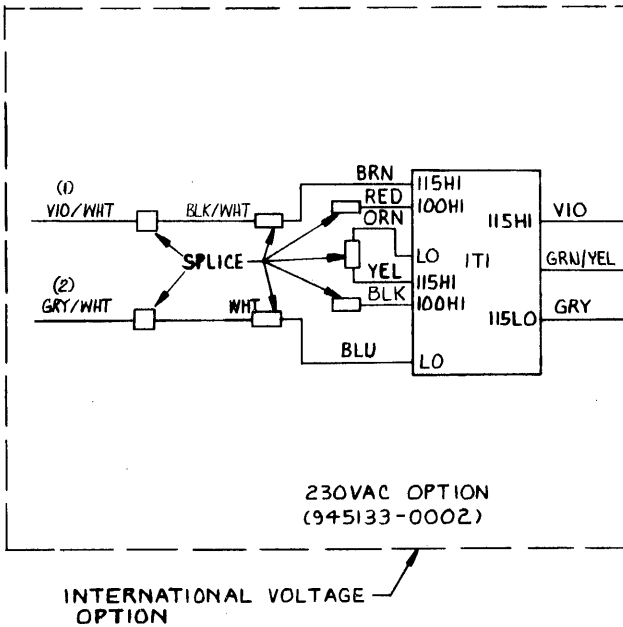 BRN
115HI
(1)
VIO/WHT
BLK/WHT
RED
100HI
ORN
115HI
VIO
SPLICE
LO
1T1
GRN/YEL
YEL
115HI
(2)
GRY/WHT
WHT
BLK
100HI
115LO
GRY
BLU
LO
230VAC OPTION
(945133-0002)
INTERNATIONAL VOLTAGE
OPTION